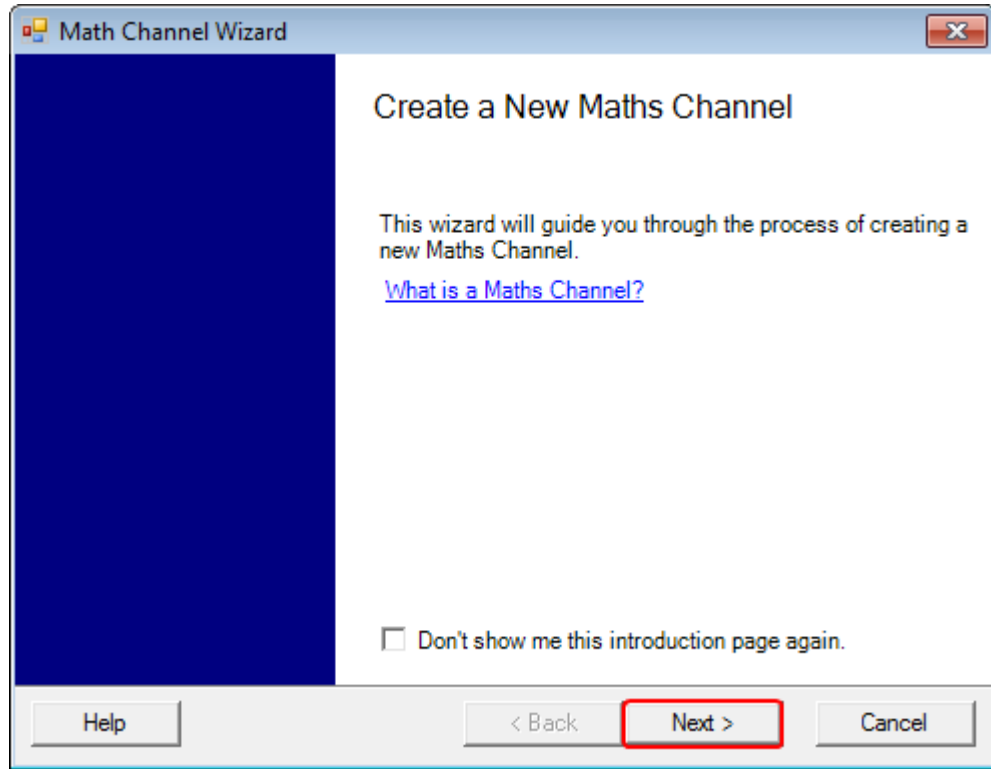 Math Channel Wizard
Create a New Maths Channel
This wizard will guide you through the process of creating a
new Maths Channel.
What is a Maths Channel?
Don't show me this introduction page again.
Help
< Back
Next >
Cancel